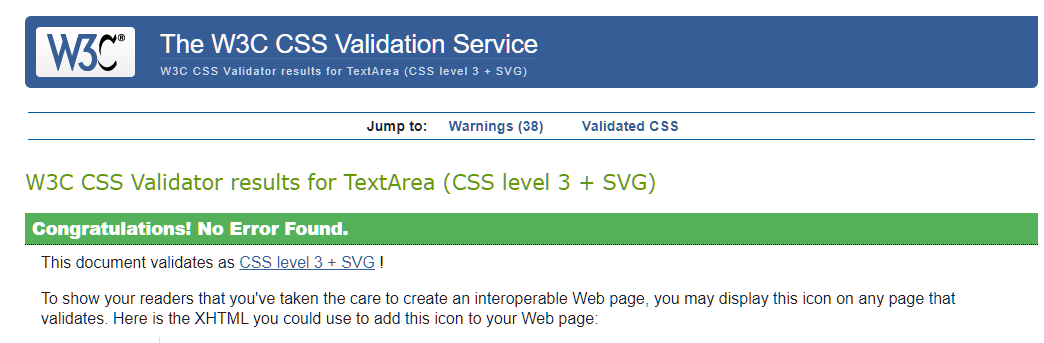 W3C®
The W3C CSS Validation Service
W3C CSS Validator results for TextArea (CSS level 3 + SVG)
Jump to: Warnings (38) Validated CSS
W3C CSS Validator results for TextArea (CSS level 3 + SVG)
Congratulations! No Error Found.
This document validates as CSS level 3 + SVG !
To show your readers that you've taken the care to create an interoperable Web page, you may display this icon on any page that
validates. Here is the XHTML you could use to add this icon to your Web page: